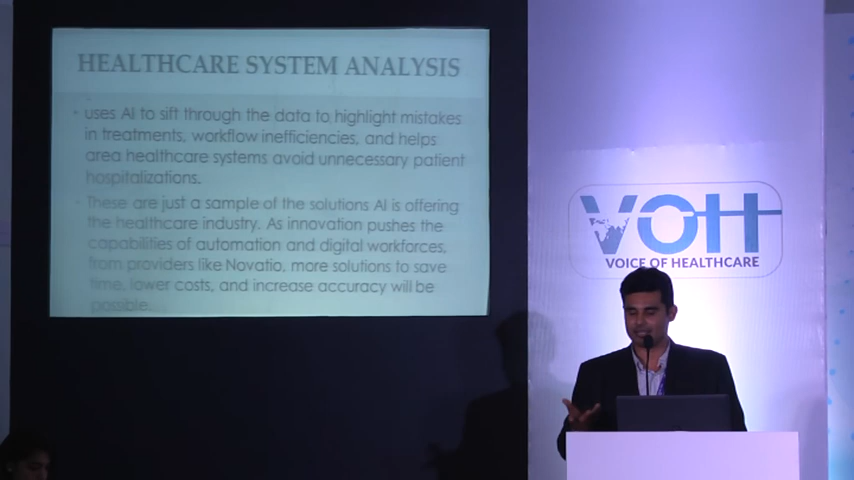 HEALTHCARE SYSTEM ANALYSIS
uses AI to sift through the data to highlight mistakes
in treatments, workflow inefficiencies, and helps
area healthcare systems avoid unnecessary patient
hospitalizations.
These are just a sample of the solutions AI is offering
the healthcare industry. As innovation pushes the
capabilities of automation and digital workforces,
from providers like Novatio, more solutions to save
time, lower costs, and increase accuracy will be
possible.
VOH
VOICE OF HEALTHCARE